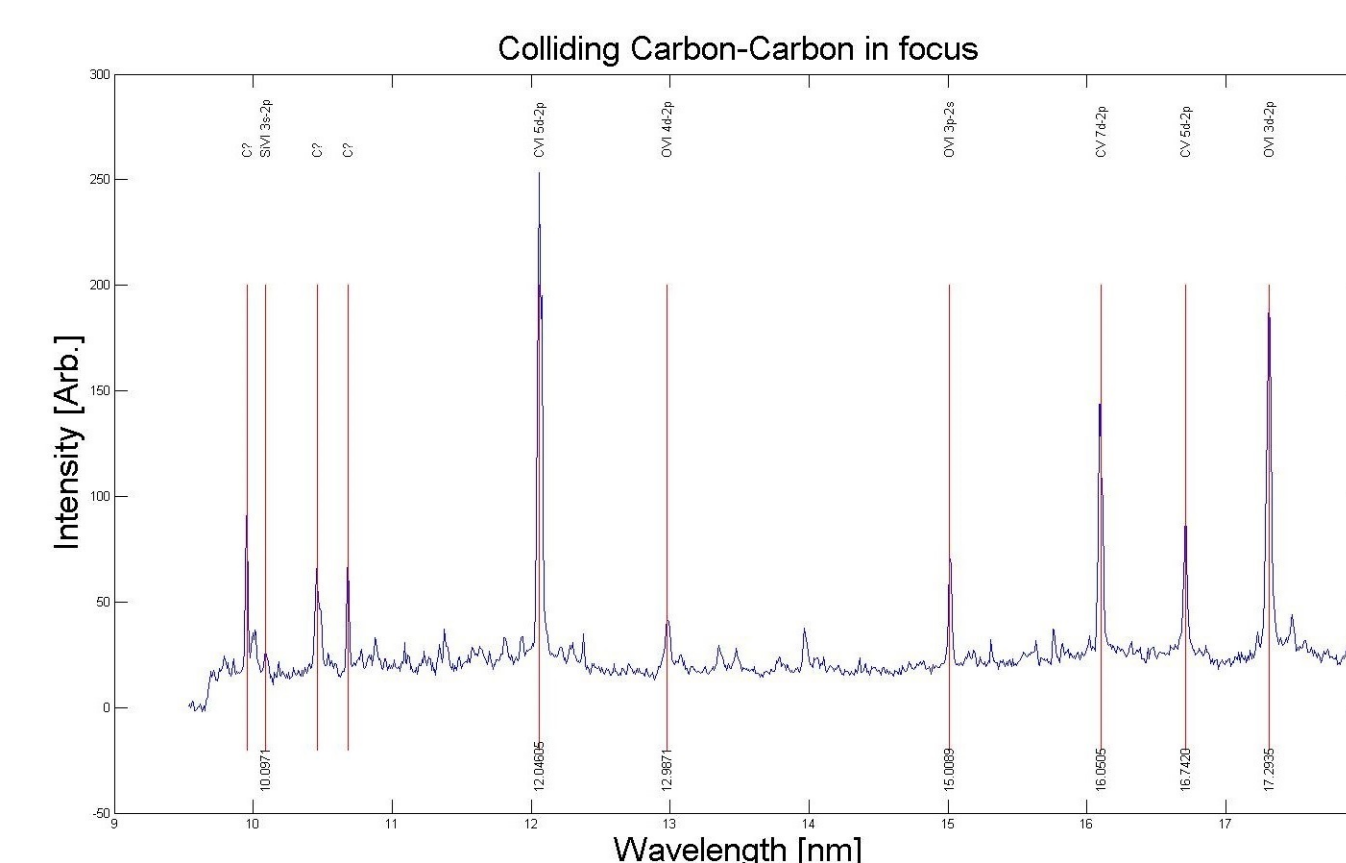 Colliding Carbon-Carbon in focus
300
250
200
150
100
50
0
-50
Intensity [Arb.]
C?
SiVI 3s-2p
C?
C?
CVI 5d-2p
OVI 4d-2p
OVI 3p-2s
CV 7d-2p
CV 5d-2p
OVI 3d-2p
10.0971
12.04605
12.9871
15.0089
16.0505
16.7420
17.2935
9
10
11
12
13
14
15
16
17
Wavelength [nm]